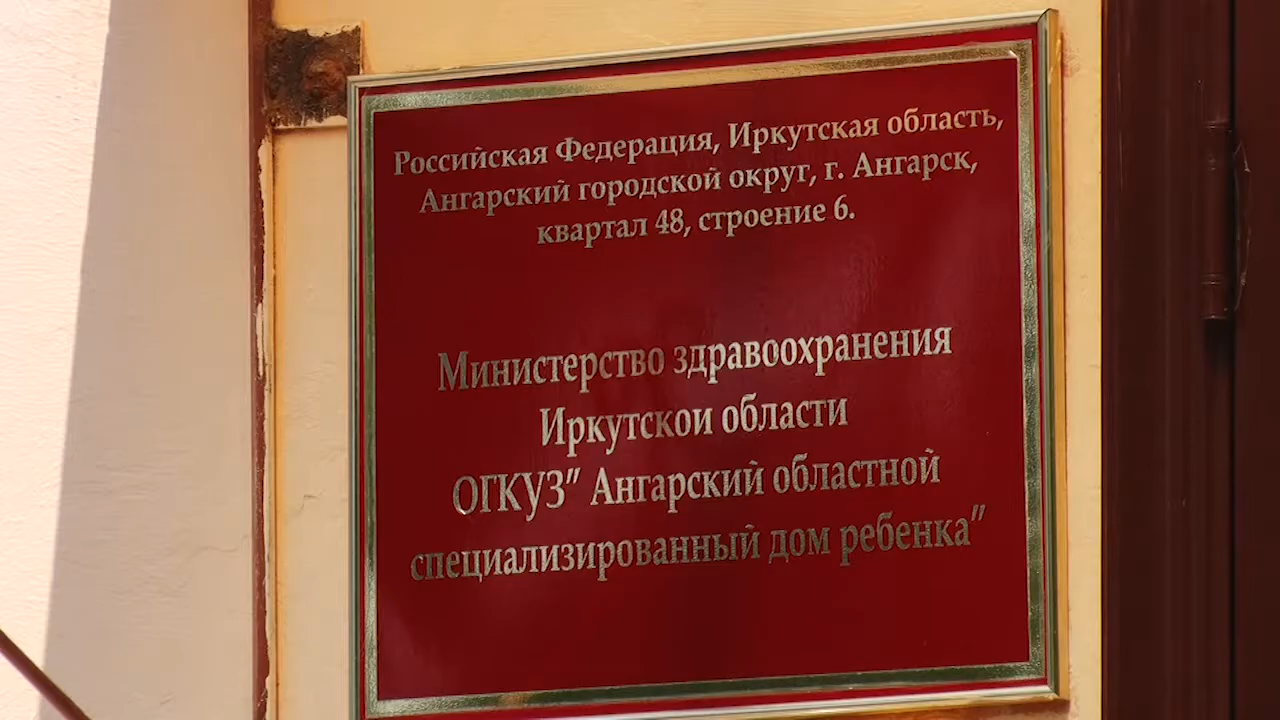 Российская Федерация, Иркутская область,
Ангарский городской округ, г. Ангарск,
квартал 48, строение 6.
Министерство здравоохранения
Иркутскои области
ОГКУЗ" Ангарский областной
специализированный дом ребенка"